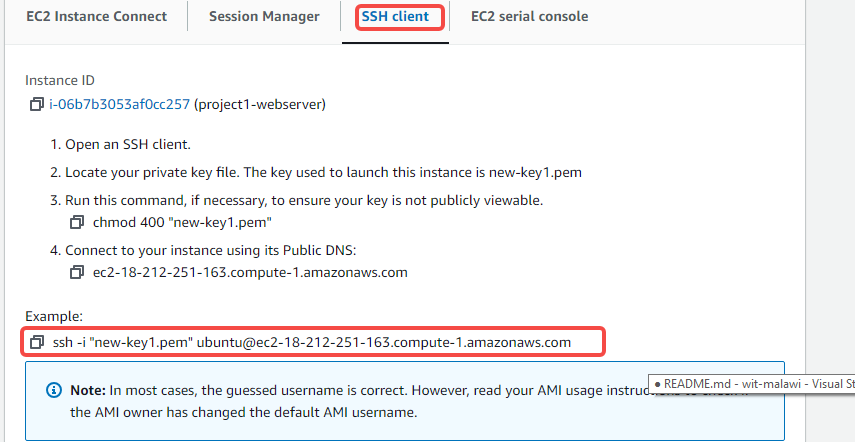 EC2 Instance Connect
Session Manager
SSH client
EC2 serial console
Instance ID
i-06b7b3053af0cc257 (project1-webserver)
1. Open an SSH client.
2. Locate your private key file. The key used to launch this instance is new-key1.pem
3. Run this command, if necessary, to ensure your key is not publicly viewable.
chmod 400 "new-key1.pem"
4. Connect to your instance using its Public DNS:
ec2-18-212-251-163.compute-1.amazonaws.com
Example:
ssh -i "new-key1.pem" ubuntu@ec2-18-212-251-163.compute-1.amazonaws.com
Note: In most cases, the guessed username is correct. However, read your AMI usage
the AMI owner has changed the default AMI username.
● README.md - wit-malawi - Visual St